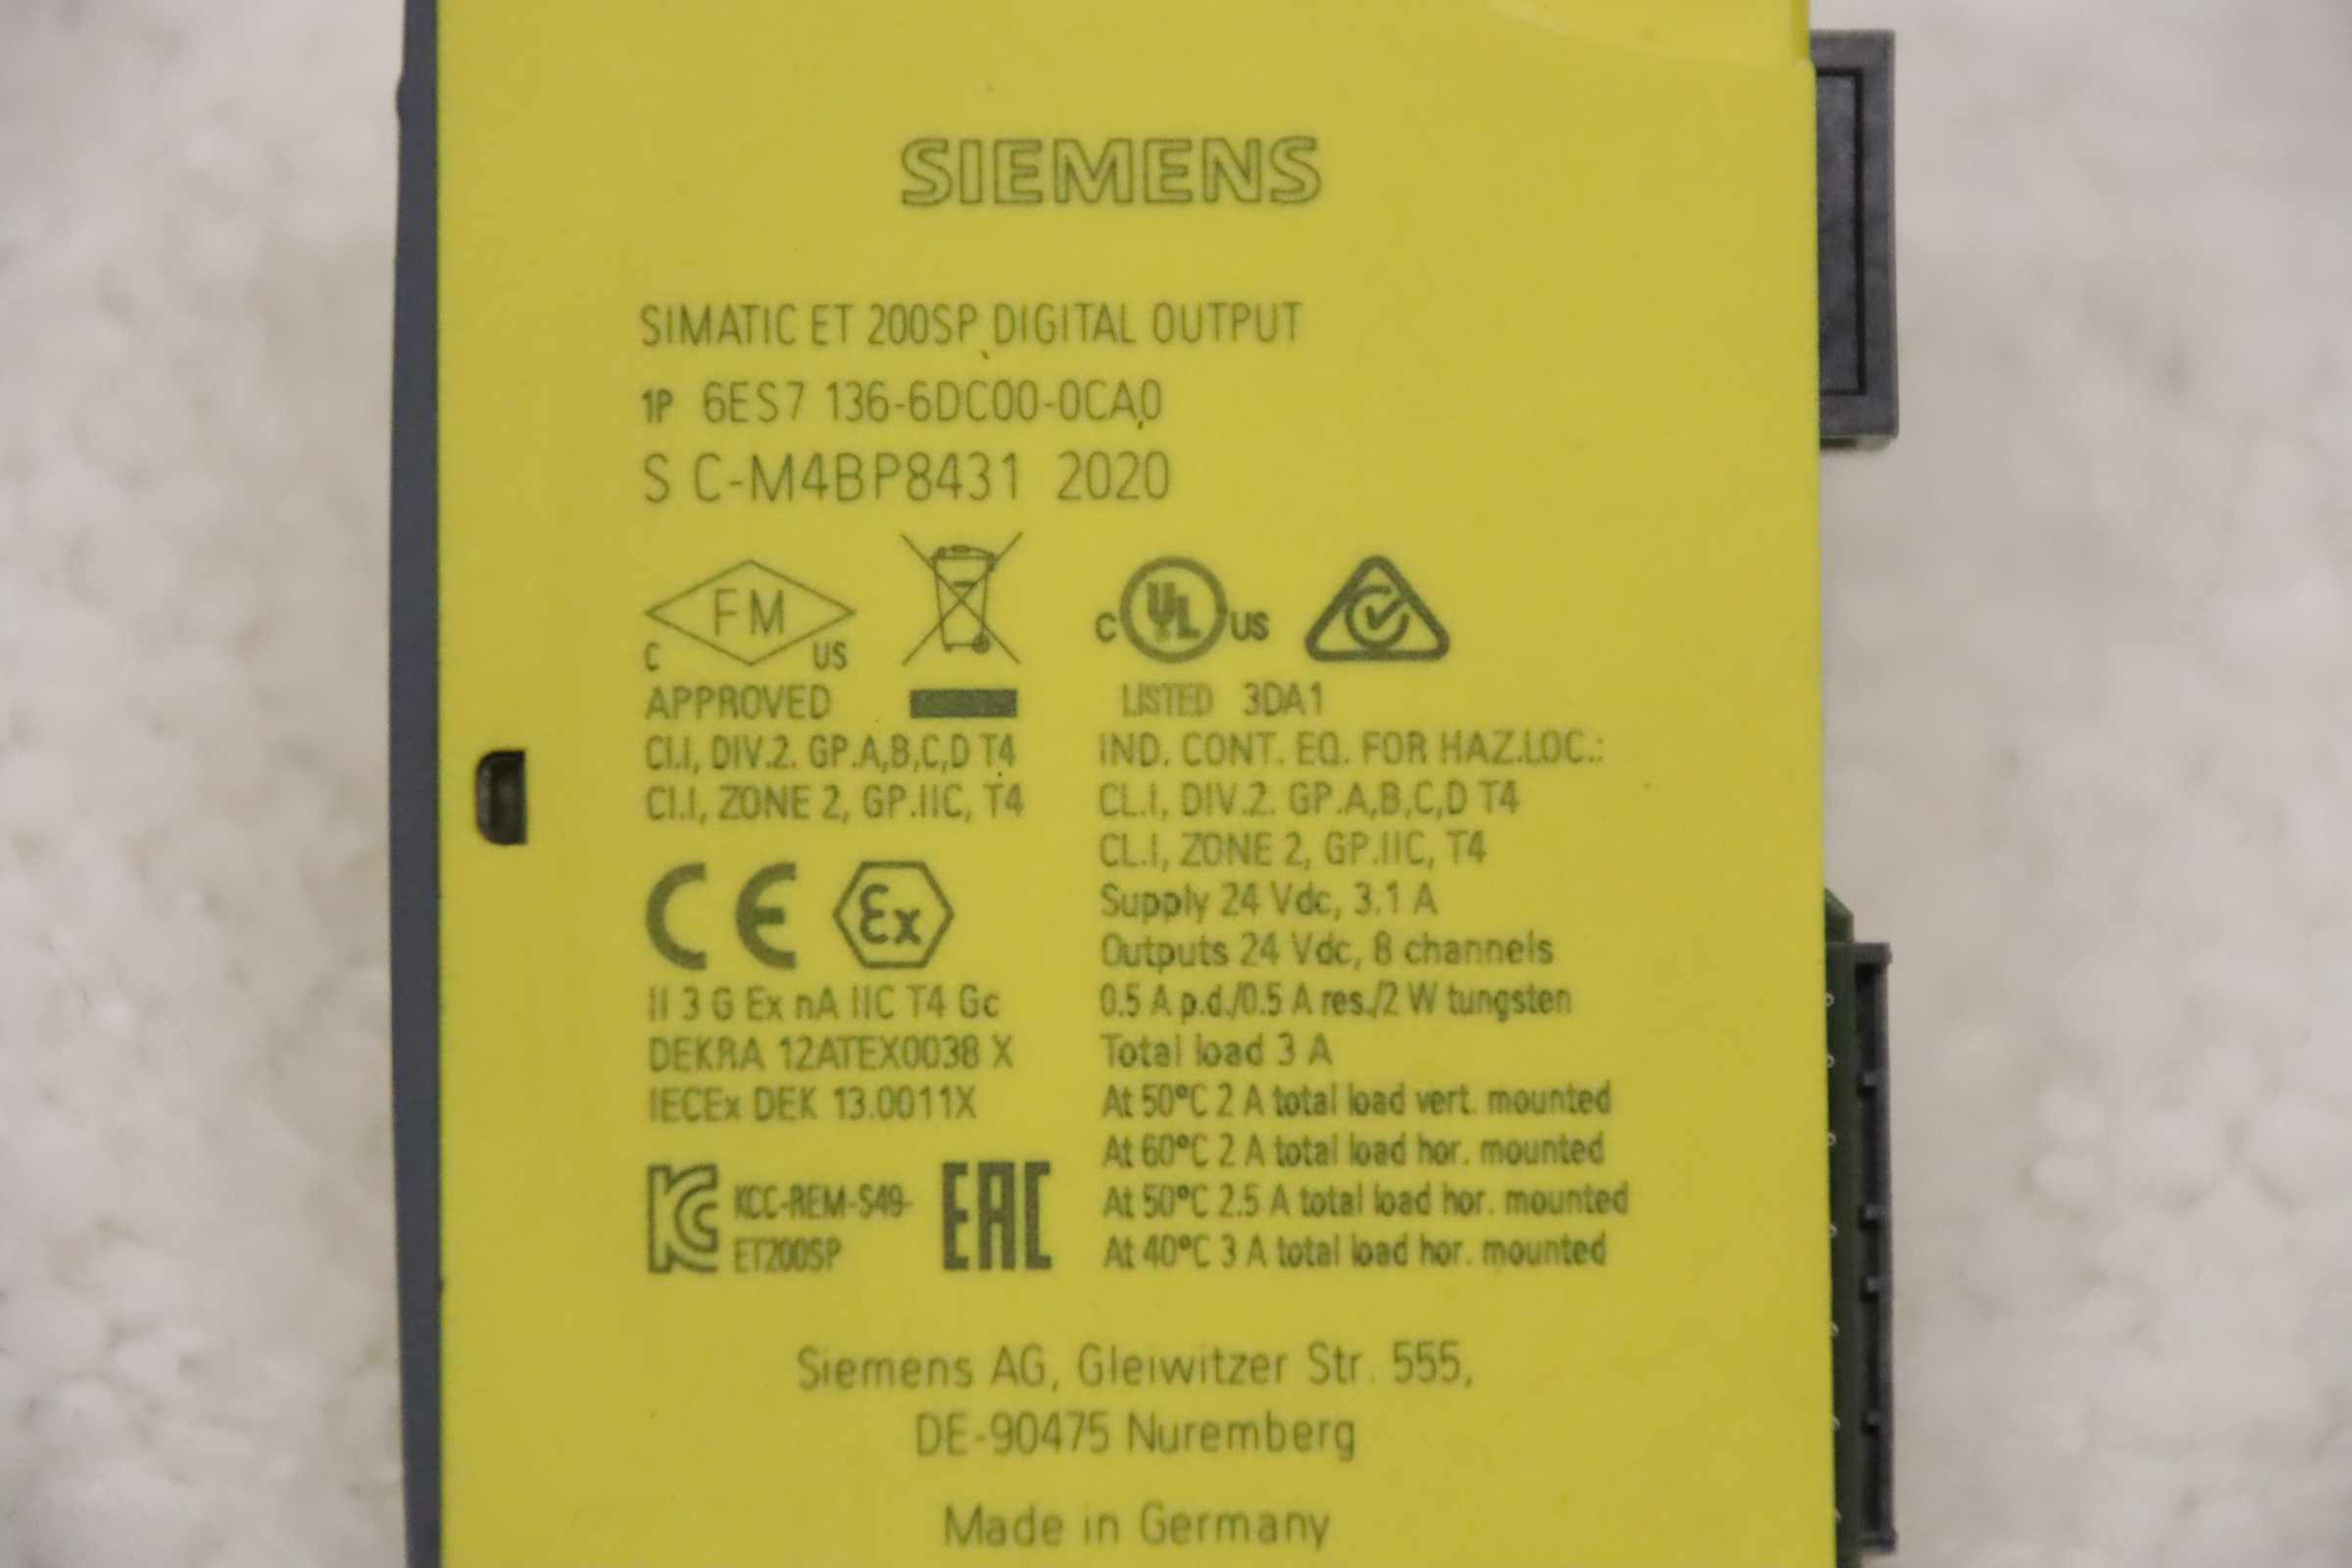 SIEMENS
SIMATIC ET 200SP DIGITAL OUTPUT
1P 6ES7 136-6DC00-0CA0
S C-M4BP8431 2020
FM
C US
APPROVED
CI.I, DIV.2. GP.A,B,C,D T4
CI.I, ZONE 2, GP.IIC, T4
CE Ex
II 3 G Ex nA IIC T4 Gc
DEKRA 12ATEX0038 X
IECEx DEK 13.0011X
KC KCC-REM-S49-
ET200SP
EAC
C UL US
LISTED 3DA1
IND. CONT. EQ. FOR HAZ.LOC.:
CL.I, DIV.2. GP.A,B,C,D T4
CL.I, ZONE 2, GP.IIC, T4
Supply 24 Vdc, 3.1 A
Outputs 24 Vdc, 8 channels
0.5 A p.d./0.5 A res./2 W tungsten
Total load 3 A
At 50°C 2 A total load vert. mounted
At 60°C 2 A total load hor. mounted
At 50°C 2.5 A total load hor. mounted
At 40°C 3 A total load hor. mounted
Siemens AG, Gleiwitzer Str. 555,
DE-90475 Nuremberg
Made in Germany